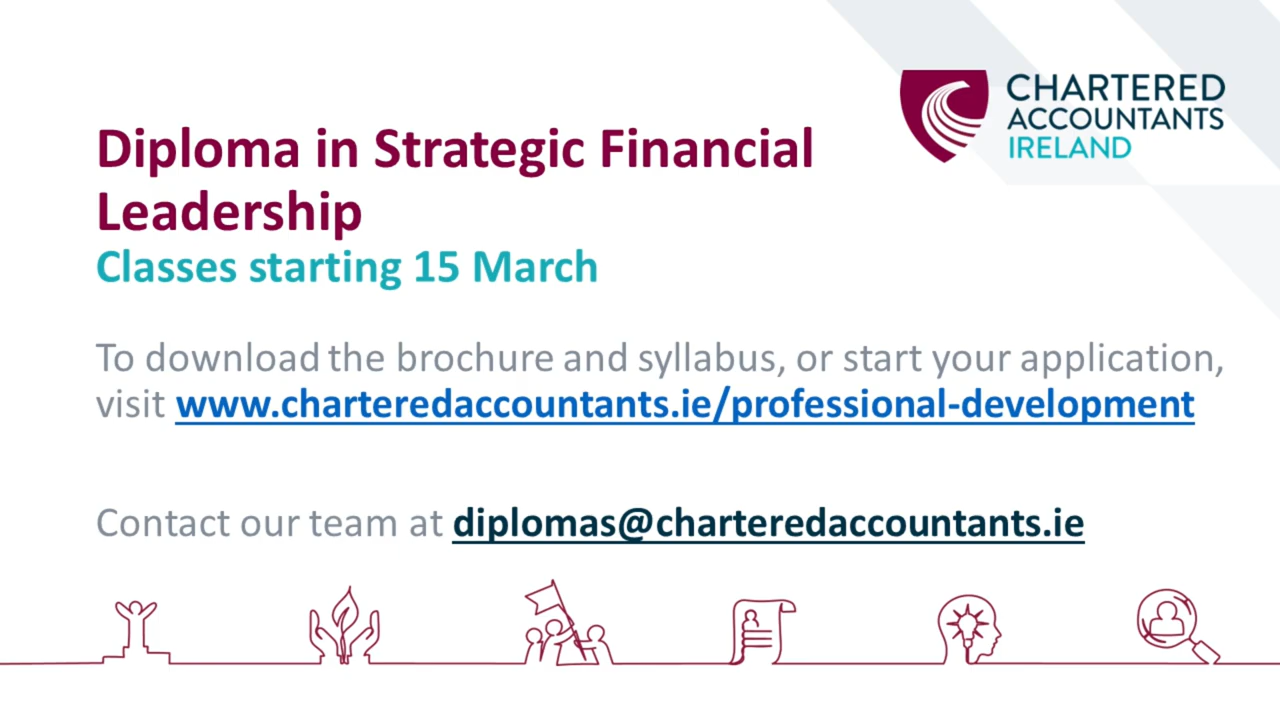 CHARTERED
ACCOUNTANTS
IRELAND
Diploma in Strategic Financial
Leadership
Classes starting 15 March
To download the brochure and syllabus, or start your application,
visit www.charteredaccountants.ie/professional-development
Contact our team at diplomas@charteredaccountants.ie